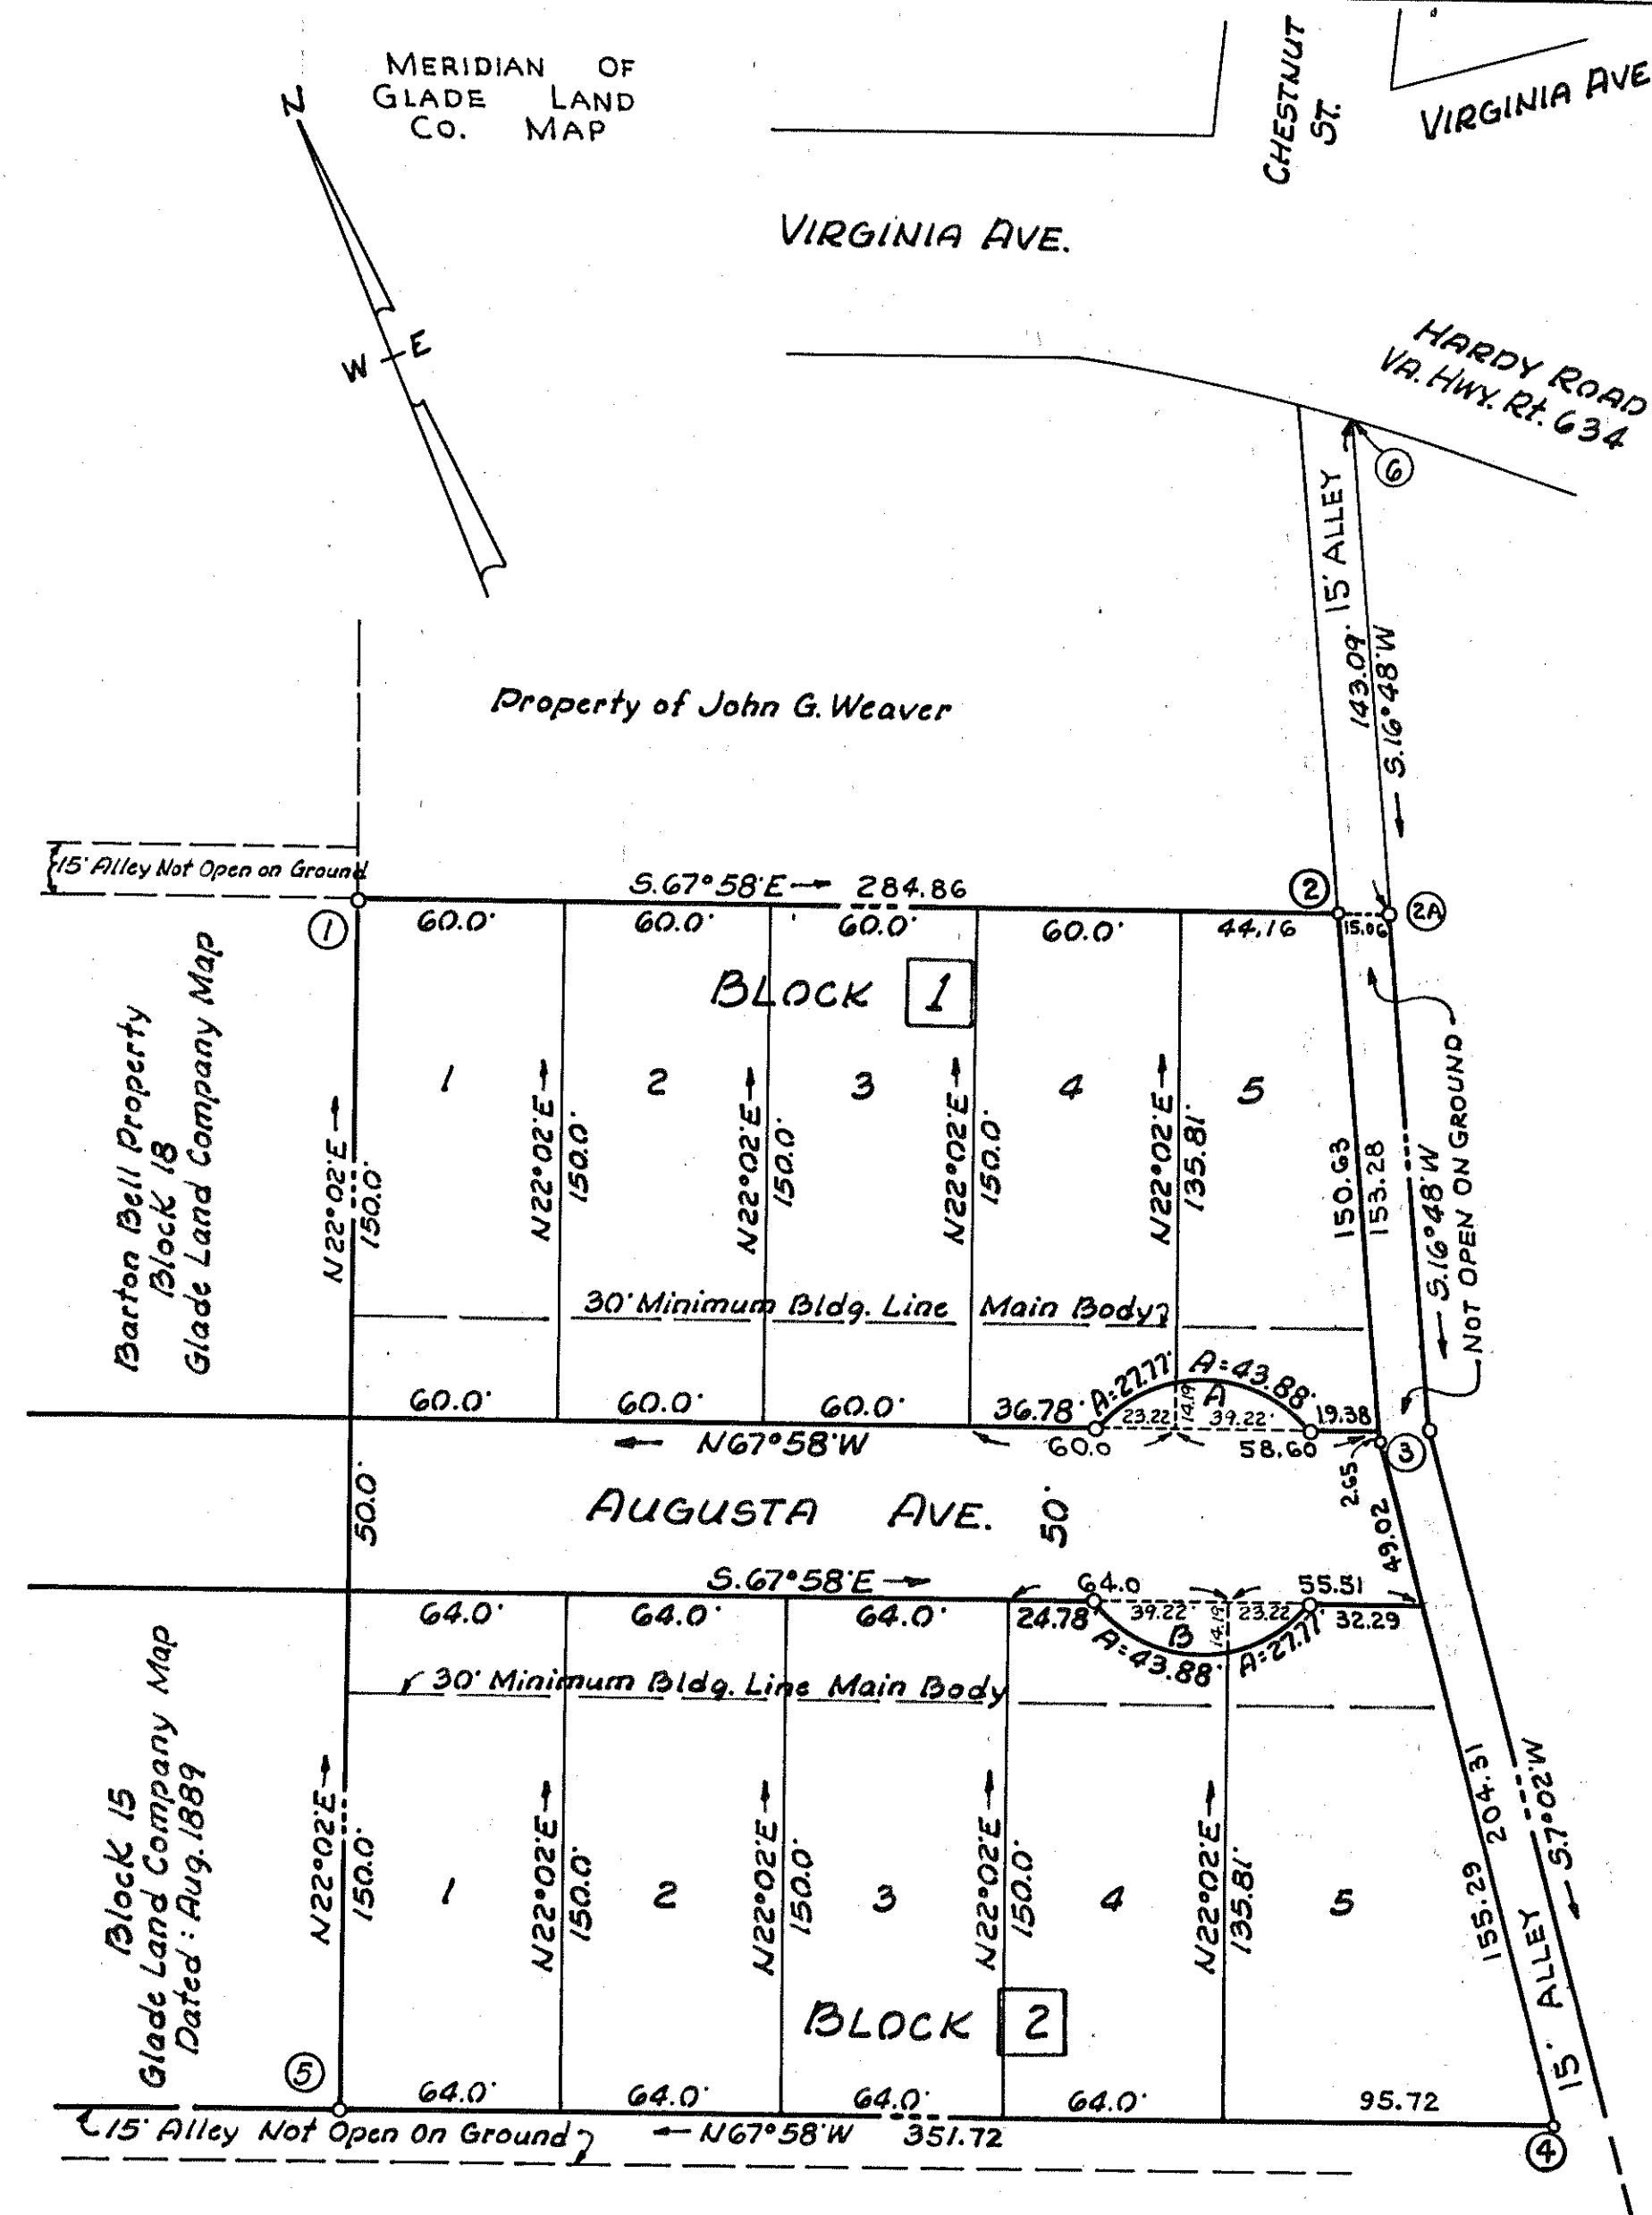 MERIDIAN OF
GLADE LAND
CO. MAP
N
W E
CHESTNUT
ST.
VIRGINIA AVE
VIRGINIA AVE.
HARDY ROAD
VA. HWY. Rt. 634
6
15' ALLEY
143.09'
S.16°48'W
Property of John G. Weaver
15' Alley Not Open on Ground
S.67°58'E 284.86
1
2
2A
60.0'
60.0'
60.0'
60.0'
44.16
15.06
BLOCK 1
Barton Bell Property
Block 18
Glade Land Company Map
1
2
3
4
5
N22°02'E
150.0'
N22°02'E
150.0'
N22°02'E
150.0'
N22°02'E
150.0'
N22°02'E
135.81'
150.63
153.28
S.16°48'W
NOT OPEN ON GROUND
30' Minimum Bldg. Line Main Body
60.0'
60.0'
60.0'
36.78'
A=27.77'
A=43.88'
A
23.22
14.19
39.22'
19.38
N67°58'W
60.0
58.60
3
2.65
49.02
50.0'
AUGUSTA AVE. 50'
S.67°58'E
64.0
55.51
64.0'
64.0'
64.0'
24.78'
39.22'
14.19
23.22
32.29
B
A=43.88'
A=27.77'
30' Minimum Bldg. Line Main Body
Block 15
Glade Land Company Map
Dated: Aug. 1889
N22°02'E
150.0'
N22°02'E
150.0'
N22°02'E
150.0'
N22°02'E
150.0'
N22°02'E
135.81'
1
2
3
4
5
155.29
204.31
S.7°02'W
15' ALLEY
BLOCK 2
5
64.0'
64.0'
64.0'
64.0'
95.72
15' Alley Not Open On Ground
N67°58'W 351.72
4